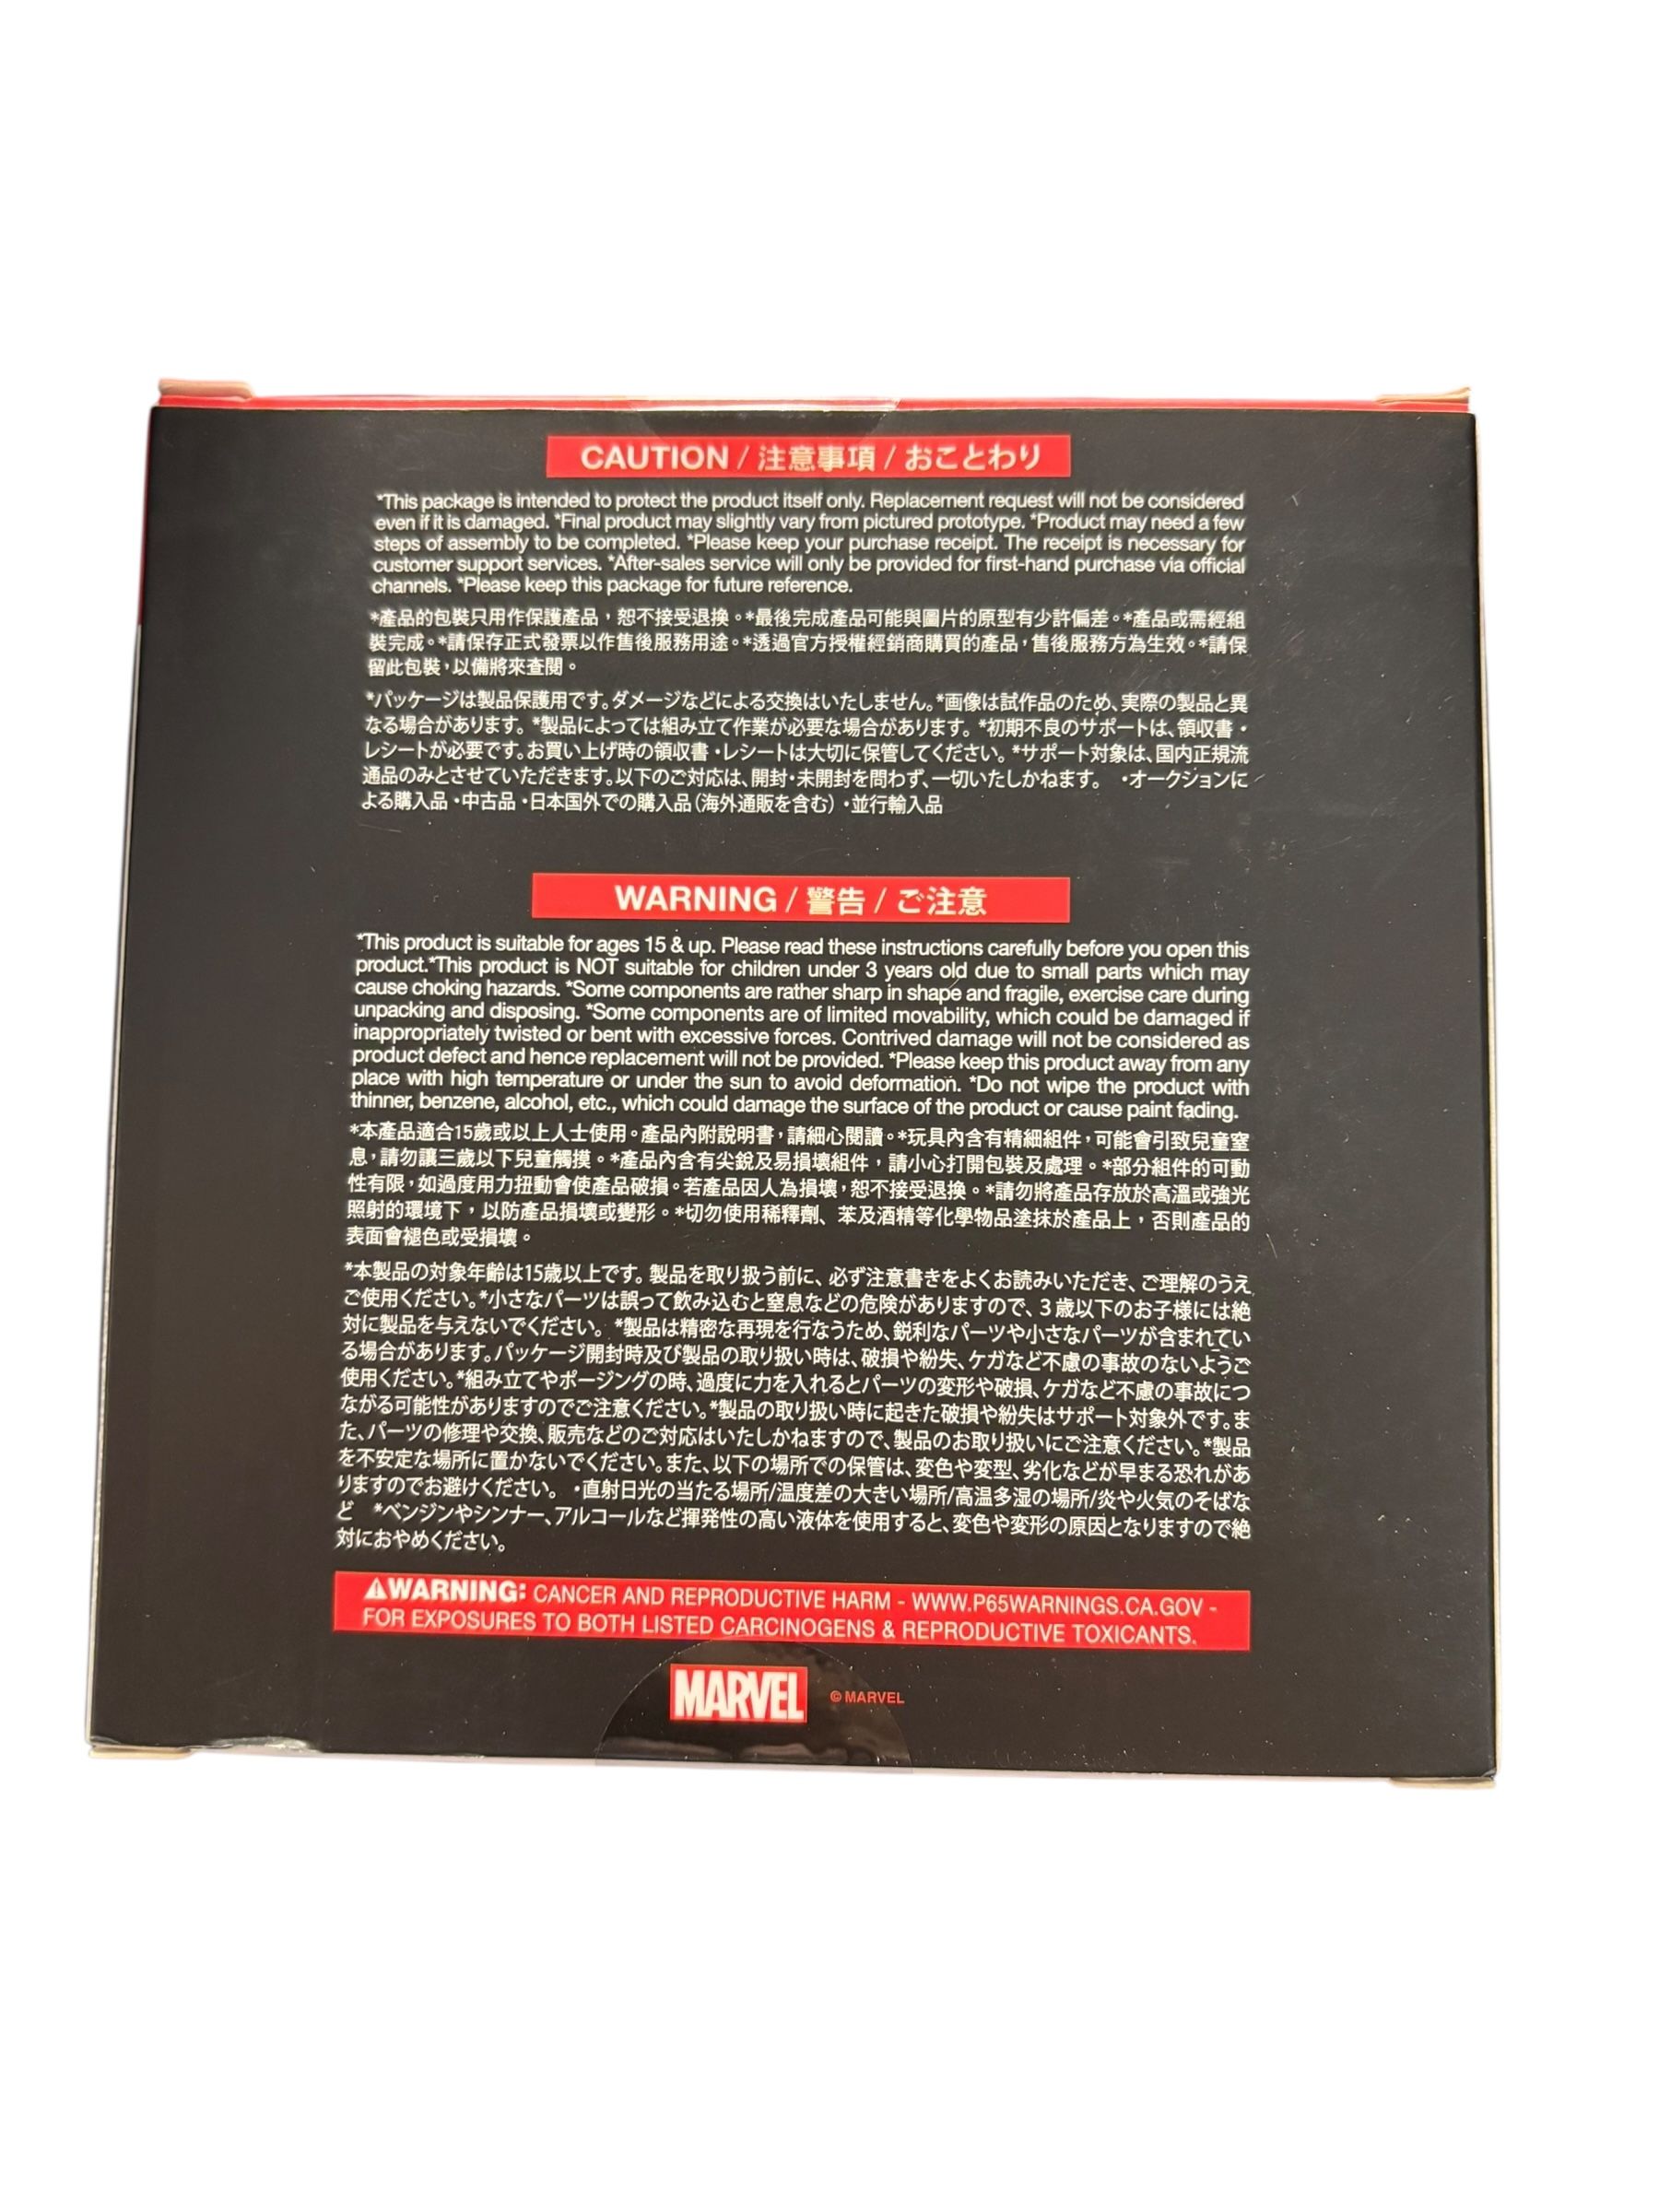 CAUTION / 注意事項 / おことわり
*This package is intended to protect the product itself only. Replacement request will not be considered
even if it is damaged. *Final product may slightly vary from pictured prototype. *Product may need a few
steps of assembly to be completed. *Please keep your purchase receipt. The receipt is necessary for
customer support services. *After-sales service will only be provided for first-hand purchase via official
channels. *Please keep this package for future reference.
*產品的包裝只用作保護產品，恕不接受退換。*最後完成產品可能與圖片的原型有少許偏差。*產品或需經組
裝完成。*請保存正式發票以作售後服務用途。*透過官方授權經銷商購買的產品，售後服務方為生效。*請保
留此包裝，以備將來查閱。
*パッケージは製品保護用です。ダメージなどによる交換はいたしません。*画像は試作品のため、実際の製品と異
なる場合があります。*製品によっては組み立て作業が必要な場合があります。*初期不良のサポートは、領収書・
レシートが必要です。お買い上げ時の領収書・レシートは大切に保管してください。*サポート対象は、国内正規流
通品のみとさせていただきます。以下のご対応は、開封・未開封を問わず、一切いたしかねます。 ・オークションに
よる購入品・中古品・日本国外での購入品（海外通販を含む）・並行輸入品
WARNING / 警告 / ご注意
*This product is suitable for ages 15 & up. Please read these instructions carefully before you open this
product.*This product is NOT suitable for children under 3 years old due to small parts which may
cause choking hazards. *Some components are rather sharp in shape and fragile, exercise care during
unpacking and disposing. *Some components are of limited movability, which could be damaged if
inappropriately twisted or bent with excessive forces. Contrived damage will not be considered as
product defect and hence replacement will not be provided. *Please keep this product away from any
place with high temperature or under the sun to avoid deformation. *Do not wipe the product with
thinner, benzene, alcohol, etc., which could damage the surface of the product or cause paint fading.
*本產品適合15歲或以上人士使用。產品內附說明書，請細心閱讀。*玩具內含有精細組件，可能會引致兒童窒
息，請勿讓三歲以下兒童觸摸。*產品內含有尖銳及易損壞組件，請小心打開包裝及處理。*部分組件的可動
性有限，如過度用力扭動會使產品破損。若產品因人為損壞，恕不接受退換。*請勿將產品存放於高溫或強光
照射的環境下，以防產品損壞或變形。*切勿使用稀釋劑、苯及酒精等化學物品塗抹於產品上，否則產品的
表面會褪色或受損壞。
*本製品の対象年齢は15歳以上です。製品を取り扱う前に、必ず注意書きをよくお読みいただき、ご理解のうえ
ご使用ください。*小さなパーツは誤って飲み込むと窒息などの危険がありますので、3歳以下のお子様には絶
対に製品を与えないでください。 *製品は精密な再現を行なうため、鋭利なパーツや小さなパーツが含まれてい
る場合があります。パッケージ開封時及び製品の取り扱い時は、破損や紛失、ケガなど不慮の事故のないようご
使用ください。*組み立てやポージングの時、過度に力を入れるとパーツの変形や破損、ケガなど不慮の事故につ
ながる可能性がありますのでご注意ください。*製品の取り扱い時に起きた破損や紛失はサポート対象外です。ま
た、パーツの修理や交換、販売などのご対応はいたしかねますので、製品のお取り扱いにご注意ください。*製品
を不安定な場所に置かないでください。また、以下の場所での保管は、変色や変型、劣化などが早まる恐れがあ
りますのでお避けください。 ・直射日光の当たる場所/温度差の大きい場所/高温多湿の場所/炎や火気のそばな
ど *ベンジンやシンナー、アルコールなど揮発性の高い液体を使用すると、変色や変形の原因となりますので絶
対におやめください。
⚠WARNING: CANCER AND REPRODUCTIVE HARM - WWW.P65WARNINGS.CA.GOV -
FOR EXPOSURES TO BOTH LISTED CARCINOGENS & REPRODUCTIVE TOXICANTS.
MARVEL © MARVEL